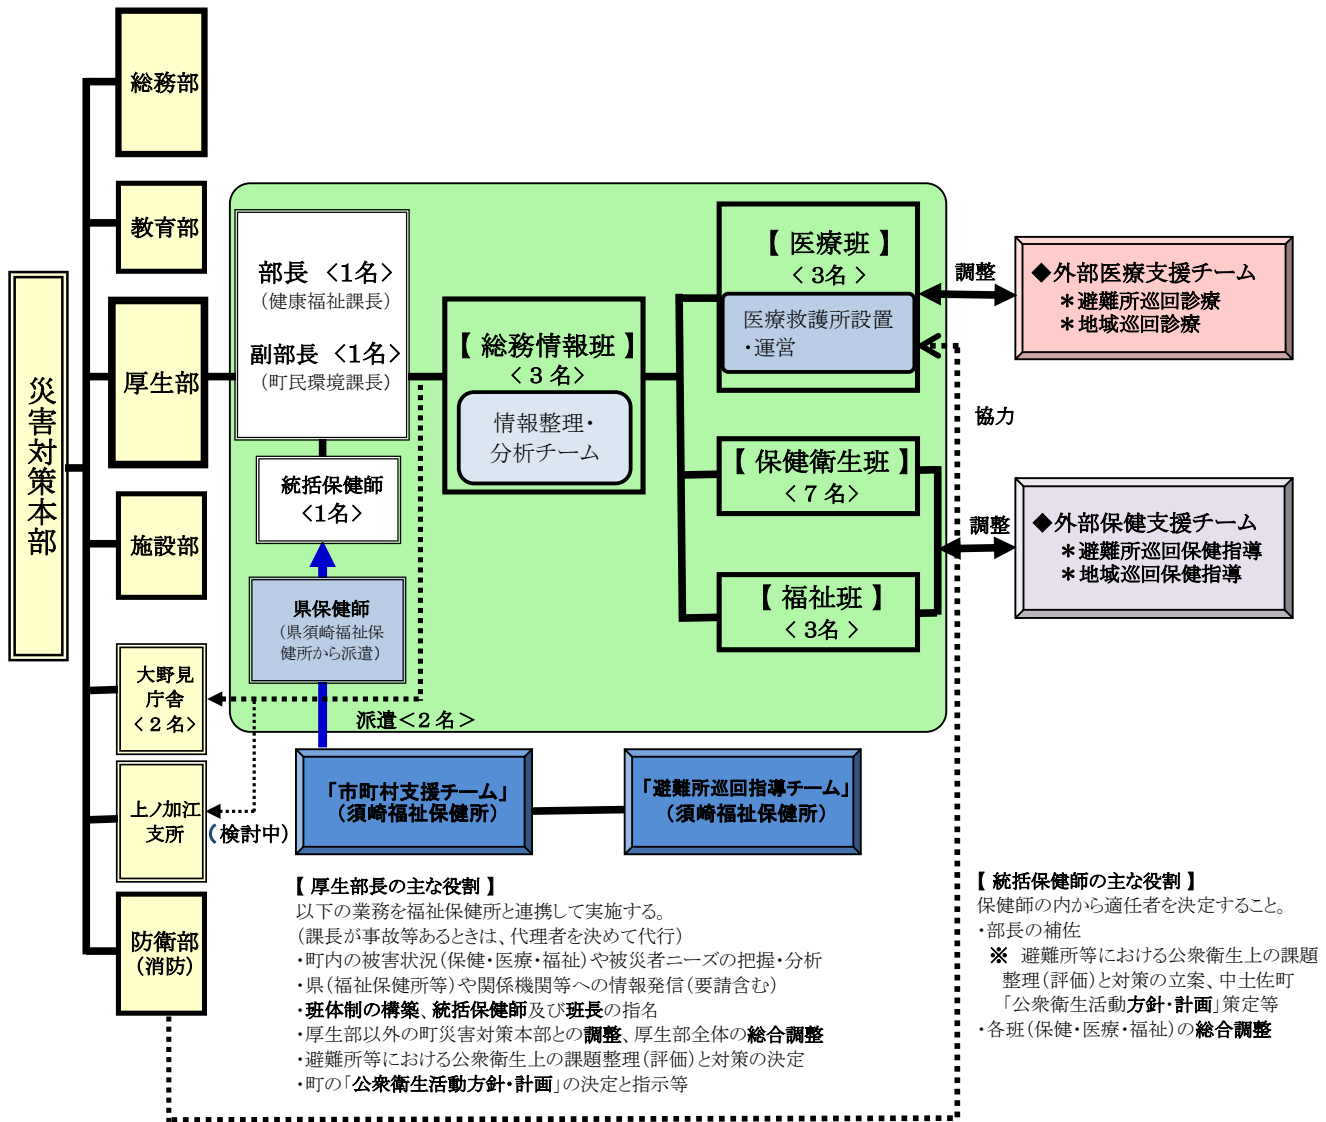 災害対策本部
総務部
教育部
厚生部
施設部
大野見
庁舎
＜２名＞
上ノ加江
支所
（検討中）
防衛部
（消防）
部長 ＜１名＞
（健康福祉課長）
副部長 ＜１名＞
（町民環境課長）
統括保健師
＜１名＞
県保健師
（県須崎福祉保
健所から派遣）
派遣＜２名＞
【 総務情報班 】
＜３名＞
情報整理・
分析チーム
【 医療班 】
＜３名＞
医療救護所設置
・運営
【 保健衛生班 】
＜７名＞
【 福祉班 】
＜３名＞
調整
◆外部医療支援チーム
＊避難所巡回診療
＊地域巡回診療
協力
調整
◆外部保健支援チーム
＊避難所巡回保健指導
＊地域巡回保健指導
「市町村支援チーム」
（須崎福祉保健所）
「避難所巡回指導チーム」
（須崎福祉保健所）
【 厚生部長の主な役割 】
以下の業務を福祉保健所と連携して実施する。
（課長が事故等あるときは、代理者を決めて代行）
・町内の被害状況（保健・医療・福祉）や被災者ニーズの把握・分析
・県（福祉保健所等）や関係機関等への情報発信（要請含む）
・班体制の構築、統括保健師及び班長の指名
・厚生部以外の町災害対策本部との調整、厚生部全体の総合調整
・避難所等における公衆衛生上の課題整理（評価）と対策の決定
・町の「公衆衛生活動方針・計画」の決定と指示等
【 統括保健師の主な役割 】
保健師の内から適任者を決定すること。
・部長の補佐
※ 避難所等における公衆衛生上の課題
整理（評価）と対策の立案、中土佐町
「公衆衛生活動方針・計画」策定等
・各班（保健・医療・福祉）の総合調整